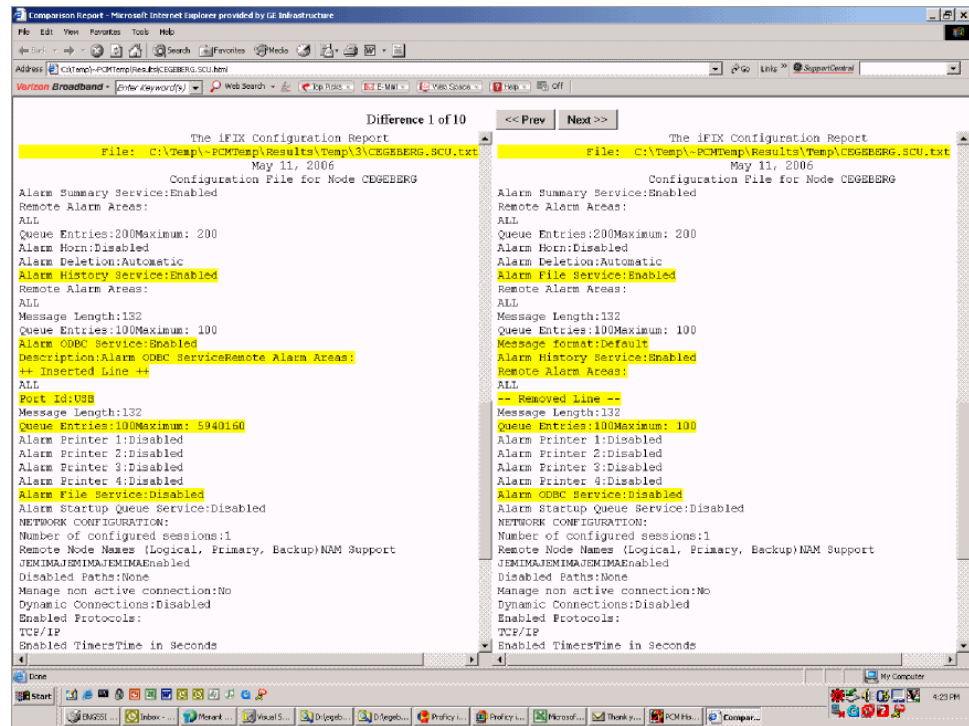 Comparison Report - Microsoft Internet Explorer provided by GE Infrastructure
File Edit View Favorites Tools Help
Back Search Favorites Media
Address C:\Temp\~PCMTemp\Results\CEGEBERG.SCU.html Go Links SupportCentral
Verizon Broadband - Enter Keyword(s) Web Search Top Picks E-Mail Web Space Help Off
Difference 1 of 10 << Prev Next >>
The iFIX Configuration Report
File: C:\Temp\~PCMTemp\Results\Temp\3\CEGEBERG.SCU.txt
May 11, 2006
Configuration File for Node CEGEBERG
Alarm Summary Service:Enabled
Remote Alarm Areas:
ALL
Queue Entries:200Maximum: 200
Alarm Horn:Disabled
Alarm Deletion:Automatic
Alarm History Service:Enabled
Remote Alarm Areas:
ALL
Message Length:132
Queue Entries:100Maximum: 100
Alarm ODBC Service:Enabled
Description:Alarm ODBC ServiceRemote Alarm Areas:
++ Inserted Line ++
ALL
Port Id:USB
Message Length:132
Queue Entries:100Maximum: 5940160
Alarm Printer 1:Disabled
Alarm Printer 2:Disabled
Alarm Printer 3:Disabled
Alarm Printer 4:Disabled
Alarm File Service:Disabled
Alarm Startup Queue Service:Disabled
NETWORK CONFIGURATION:
Number of configured sessions:1
Remote Node Names (Logical, Primary, Backup)NAM Support
JEMIMAJEMIMAJEMIMAEnabled
Disabled Paths:None
Manage non active connection:No
Dynamic Connections:Disabled
Enabled Protocols:
TCP/IP
Enabled TimersTime in Seconds
The iFIX Configuration Report
File: C:\Temp\~PCMTemp\Results\Temp\CEGEBERG.SCU.txt
May 11, 2006
Configuration File for Node CEGEBERG
Alarm Summary Service:Enabled
Remote Alarm Areas:
ALL
Queue Entries:200Maximum: 200
Alarm Horn:Disabled
Alarm Deletion:Automatic
Alarm File Service:Enabled
Remote Alarm Areas:
ALL
Message Length:132
Queue Entries:100Maximum: 100
Message format:Default
Alarm History Service:Enabled
Remote Alarm Areas:
ALL
-- Removed Line --
Message Length:132
Queue Entries:100Maximum: 100
Alarm Printer 1:Disabled
Alarm Printer 2:Disabled
Alarm Printer 3:Disabled
Alarm Printer 4:Disabled
Alarm ODBC Service:Disabled
Alarm Startup Queue Service:Disabled
NETWORK CONFIGURATION:
Number of configured sessions:1
Remote Node Names (Logical, Primary, Backup)NAM Support
JEMIMAJEMIMAJEMIMAEnabled
Disabled Paths:None
Manage non active connection:No
Dynamic Connections:Disabled
Enabled Protocols:
TCP/IP
Enabled TimersTime in Seconds
Done My Computer
Start 4:23 PM
Inbox - ... Merant ... Visual S... D:\egeb... D:\egeb... Proficy i... Proficy i... Microsof... Thank y... PCM His... Compar...